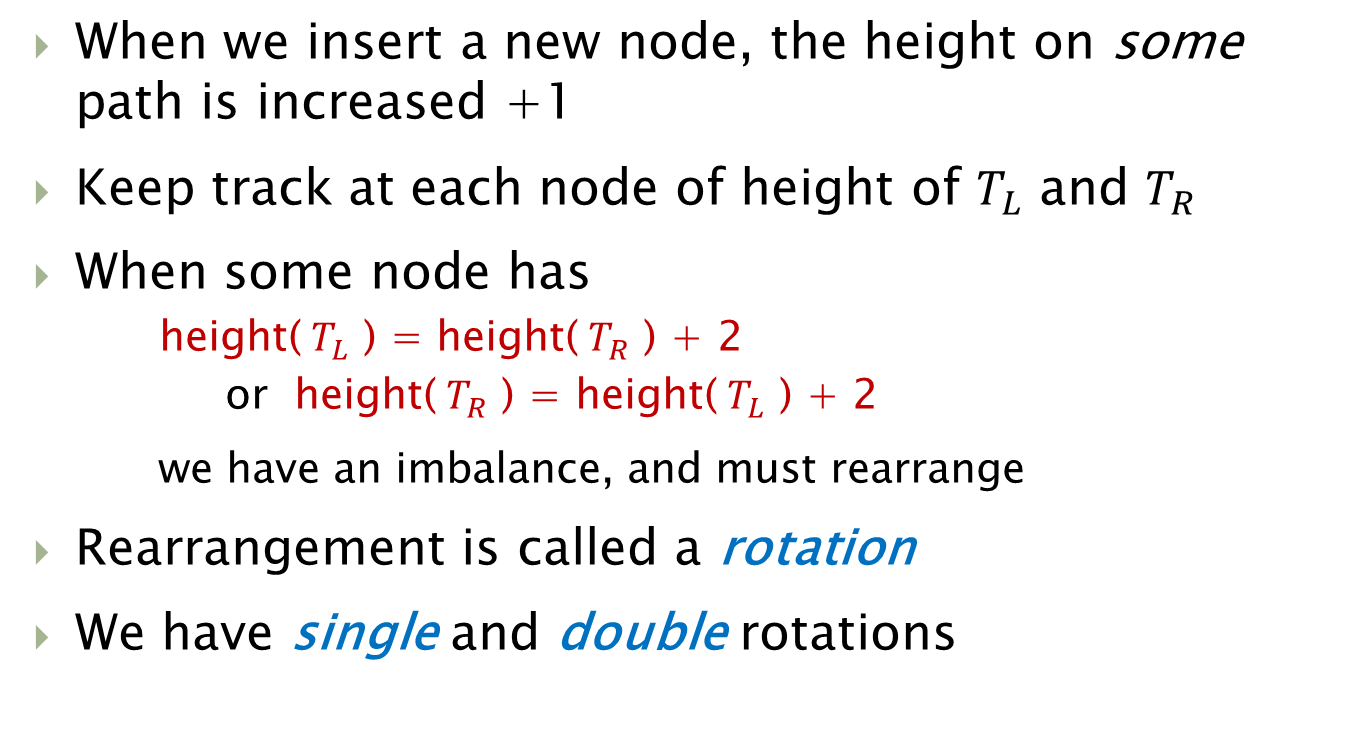 When we insert a new node, the height on some
path is increased +1
Keep track at each node of height of T_L and T_R
When some node has
height( T_L ) = height( T_R ) + 2
or height( T_R ) = height( T_L ) + 2
we have an imbalance, and must rearrange
Rearrangement is called a rotation
We have single and double rotations